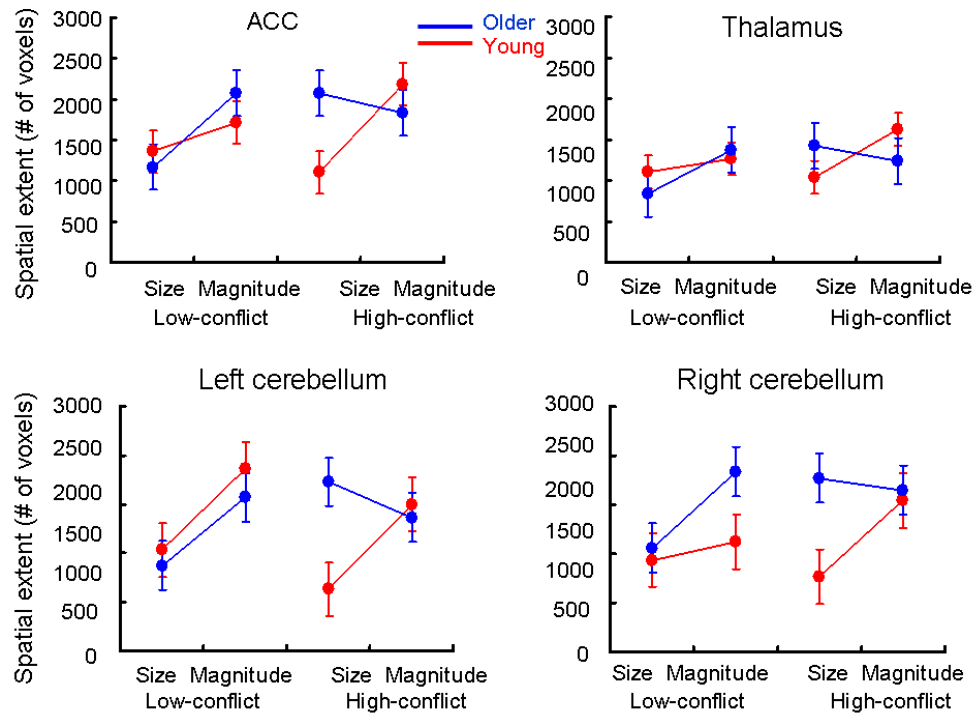 ACC
Older
Young
Spatial extent (# of voxels)
3000
2500
2000
1500
1000
500
0
Size Magnitude Size Magnitude
Low-conflict High-conflict
Thalamus
3000
2500
2000
1500
1000
500
0
Size Magnitude Size Magnitude
Low-conflict High-conflict
Left cerebellum
Spatial extent (# of voxels)
3000
2500
2000
1500
1000
500
0
Size Magnitude Size Magnitude
Low-conflict High-conflict
Right cerebellum
3000
2500
2000
1500
1000
500
0
Size Magnitude Size Magnitude
Low-conflict High-conflict